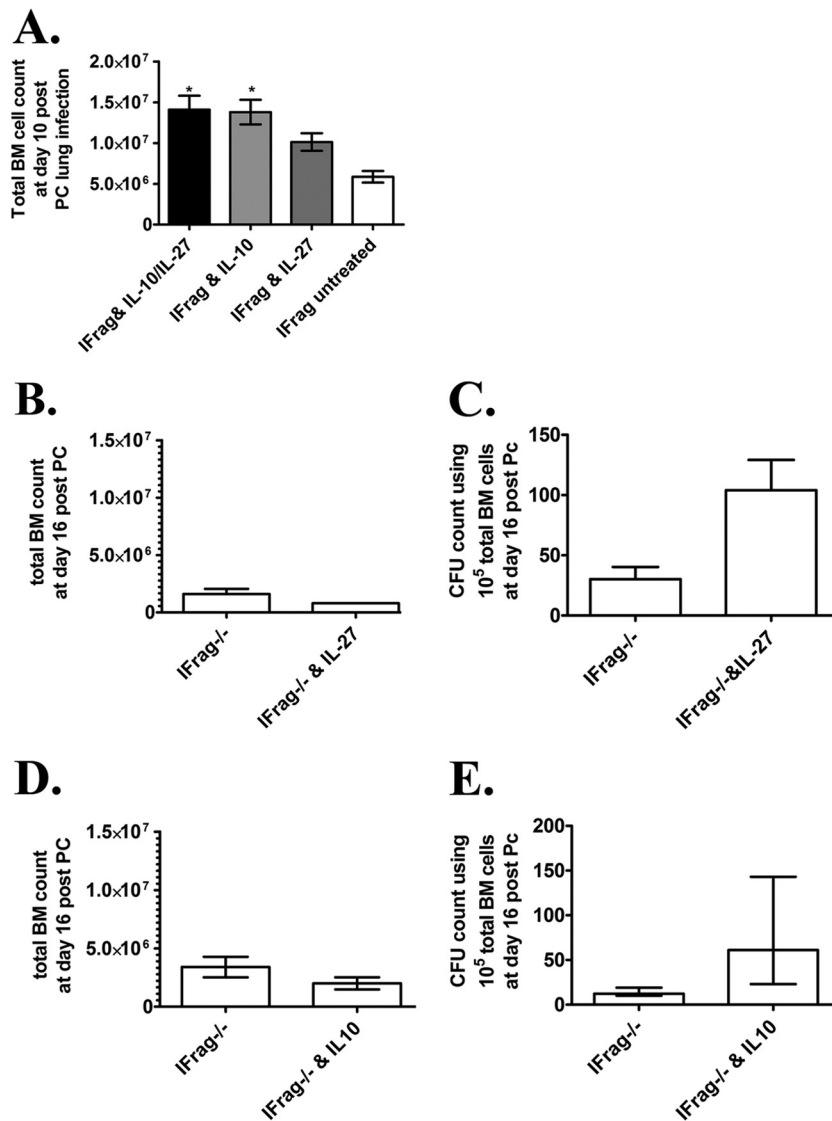 A.
Total BM cell count
at day 10 post
PC lung infection
2.0×10⁷
1.5×10⁷
1.0×10⁷
5.0×10⁶
0
*
*
IFrag& IL-10/IL-27
IFrag & IL-10
IFrag & IL-27
IFrag untreated
B.
total BM count
at day 16 post PC
1.5×10⁷
1.0×10⁷
5.0×10⁶
0
IFrag-/-
IFrag-/- & IL-27
C.
CFU count using
10⁵ total BM cells
at day 16 post Pc
150
100
50
0
IFrag-/-
IFrag-/-&IL-27
D.
total BM count
at day 16 post PC
1.5×10⁷
1.0×10⁷
5.0×10⁶
0
IFrag-/-
IFrag-/- & IL10
E.
CFU count using
10⁵ total BM cells
at day 16 post Pc
200
150
100
50
0
IFrag-/-
IFrag-/- & IL10